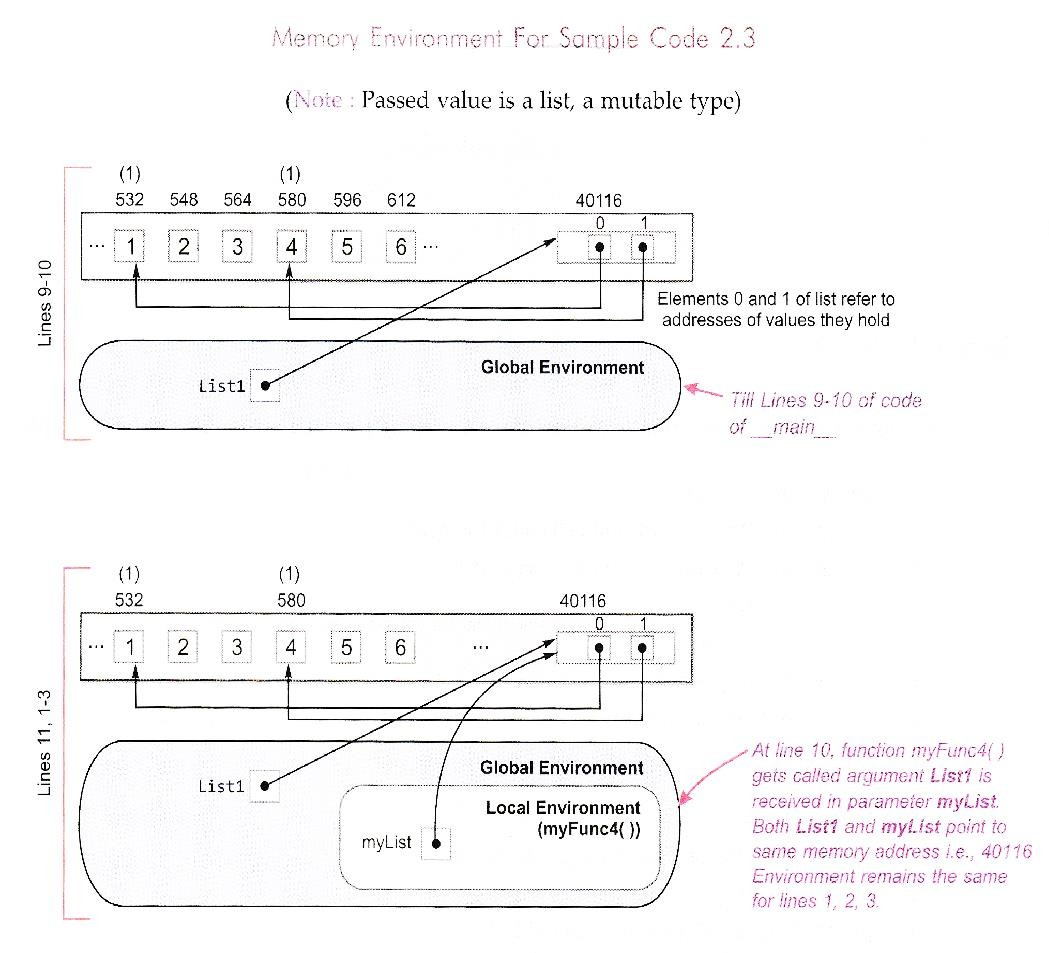 Memory Environment For Sample Code 2.3
(Note : Passed value is a list, a mutable type)
(1) (1)
532 548 564 580 596 612 40116
0 1
... 1 2 3 4 5 6 ...
Lines 9-10
Elements 0 and 1 of list refer to
addresses of values they hold
Global Environment
List1
Till Lines 9-10 of code
of __main__
(1) (1)
532 580 40116
0 1
... 1 2 3 4 5 6 ...
Lines 11, 1-3
Global Environment
List1
Local Environment
(myFunc4( ))
myList
At line 10, function myFunc4( )
gets called argument List1 is
received in parameter myList.
Both List1 and myList point to
same memory address i.e., 40116
Environment remains the same
for lines 1, 2, 3.